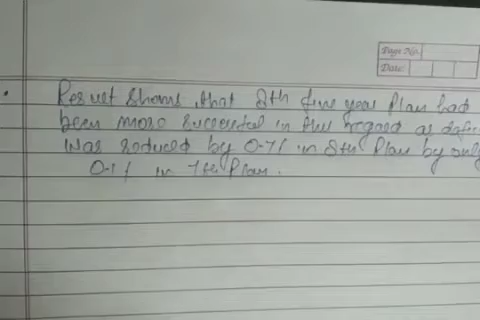 Page No.
Date:
Result Shows that 8th five year Plan had
been more successful in this regard as defic
was reduced by 0.7% in 8th Plan by only
0.1% in 7th Plan.